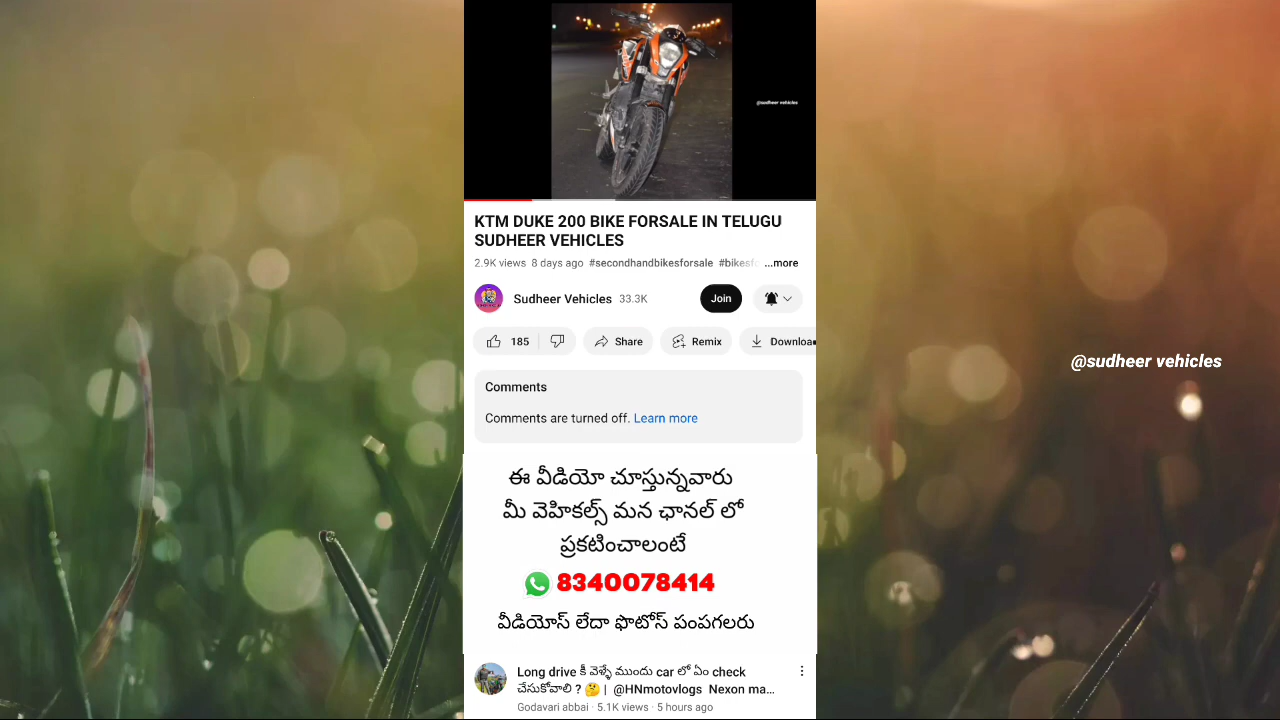 @sudheer vehicles
KTM DUKE 200 BIKE FORSALE IN TELUGU
SUDHEER VEHICLES
2.9K views 8 days ago #secondhandbikesforsale #bikesfo ...more
Sudheer Vehicles 33.3K Join
185 Share Remix Downloa
Comments
Comments are turned off. Learn more
@sudheer vehicles
ఈ వీడియో చూస్తున్నవారు
మీ వెహికల్స్ మన ఛానల్ లో
ప్రకటించాలంటే
8340078414
వీడియోస్ లేదా ఫొటోస్ పంపగలరు
Long drive కీ వెళ్ళే ముందు car లో ఏం check
చేసుకోవాలి ? 🤔 | @HNmotovlogs Nexon ma...
Godavari abbai · 5.1K views · 5 hours ago